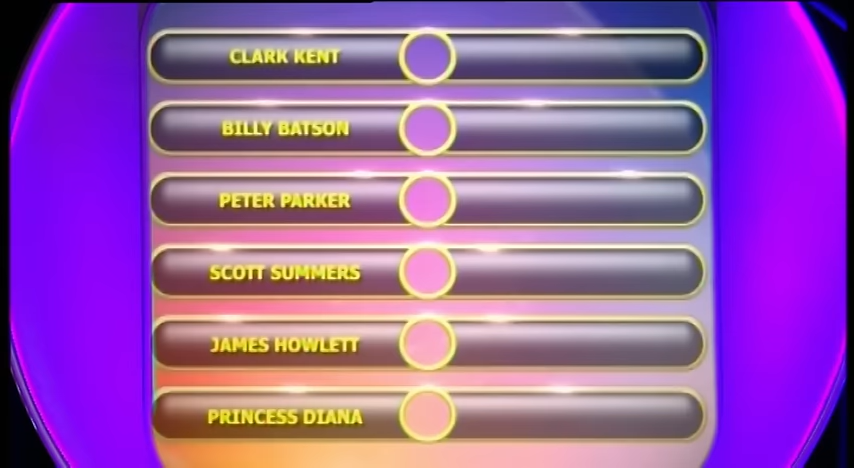 CLARK KENT
BILLY BATSON
PETER PARKER
SCOTT SUMMERS
JAMES HOWLETT
PRINCESS DIANA